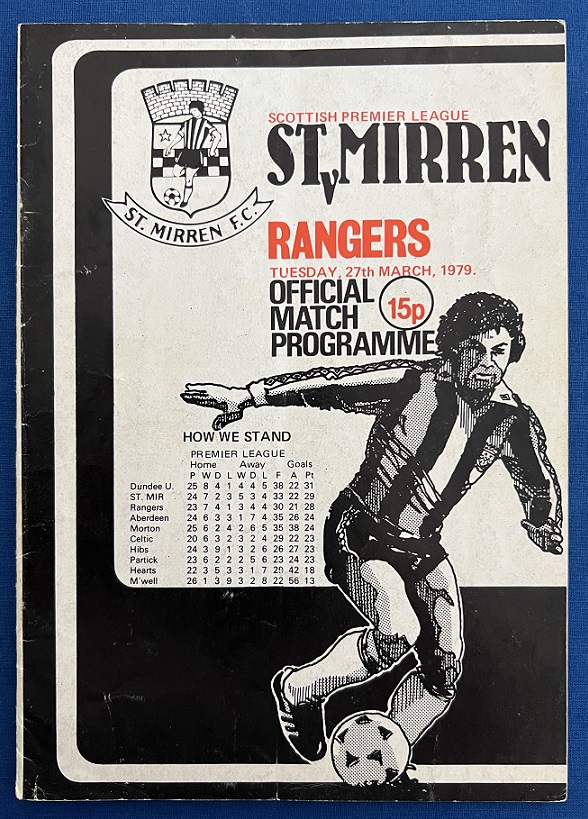 ST. MIRREN F.C.
SCOTTISH PREMIER LEAGUE
ST. MIRREN
v
RANGERS
TUESDAY, 27th MARCH, 1979.
OFFICIAL
MATCH
PROGRAMME
15p
HOW WE STAND
PREMIER LEAGUE
Home Away Goals
P W D L W D L F A Pt
Dundee U. 25 8 4 1 4 4 5 38 22 31
ST. MIR 24 7 2 3 5 3 4 33 22 29
Rangers 23 7 4 1 3 4 4 30 21 28
Aberdeen 24 6 3 3 1 7 4 35 26 24
Morton 25 6 2 4 2 6 5 35 38 24
Celtic 20 6 3 2 3 2 4 29 22 23
Hibs 24 3 9 1 3 2 6 26 27 23
Partick 23 6 2 2 2 5 6 23 24 23
Hearts 22 3 5 3 3 1 7 29 42 18
M'well 26 1 3 9 3 2 8 22 56 13